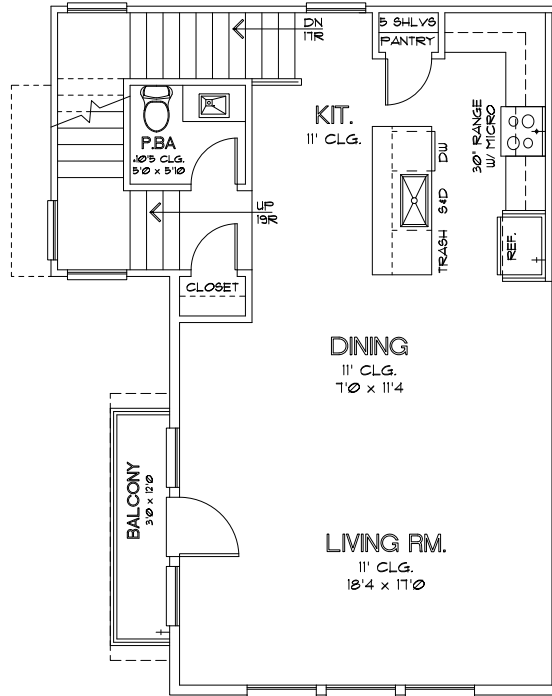 DN
17R
5 SHLVS
PANTRY
KIT.
11' CLG.
30" RANGE
W/ MICRO
P.BA
10'5 CLG.
5'0 x 5'10
DW
S&D
TRASH
UP
19R
REF.
CLOSET
DINING
11' CLG.
7'0 x 11'4
BALCONY
3'0 x 12'0
LIVING RM.
11' CLG.
18'4 x 17'0